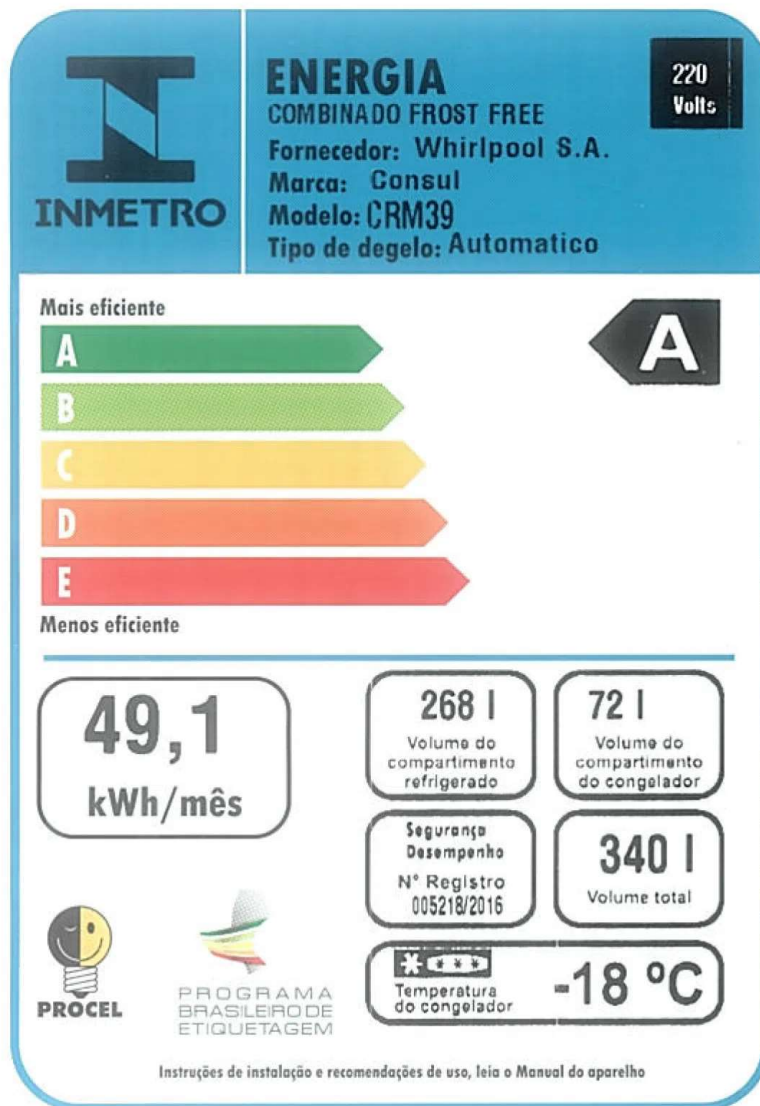 INMETRO
ENERGIA
COMBINADO FROST FREE
Fornecedor: Whirlpool S.A.
Marca: Consul
Modelo: CRM39
Tipo de degelo: Automatico
220
Volts
Mais eficiente
A
A
B
C
D
E
Menos eficiente
49,1
kWh/mês
268 l
Volume do
compartimento
refrigerado
72 l
Volume do
compartimento
do congelador
Segurança
Desempenho
Nº Registro
005218/2016
340 l
Volume total
PROCEL
PROGRAMA
BRASILEIRO DE
ETIQUETAGEM
Temperatura
do congelador
-18 ºC
Instruções de instalação e recomendações de uso, leia o Manual do aparelho